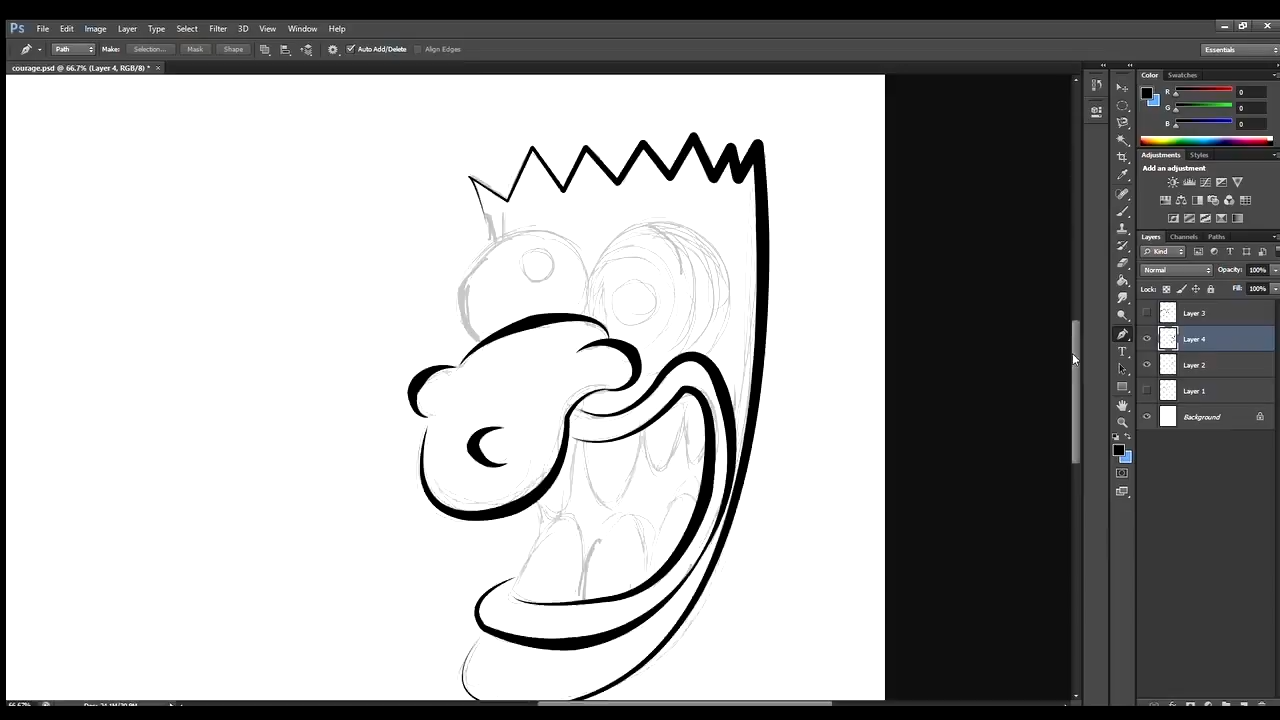 Ps File Edit Image Layer Type Select Filter 3D View Window Help
Path Make: Selection... Mask Shape Auto Add/Delete Align Edges Essentials
courage.psd @ 66.7% (Layer 4, RGB/8) * ×
Color Swatches
R 0
G 0
B 0
Adjustments Styles
Add an adjustment
Layers Channels Paths
Kind
Normal Opacity: 100%
Lock: Fill: 100%
Layer 3
Layer 4
Layer 2
Layer 1
Background
66.67%